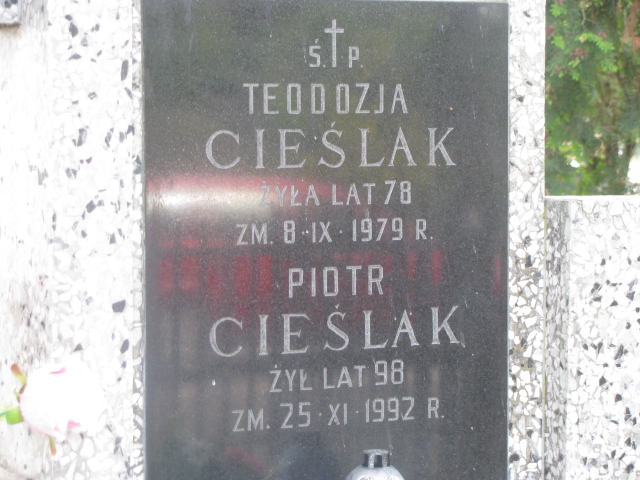 Ś. P.
TEODOZJA
CIEŚLAK
ŻYŁA LAT 78
ZM. 8·IX·1979 R.
PIOTR
CIEŚLAK
ŻYŁ LAT 98
ZM. 25·XI·1992 R.